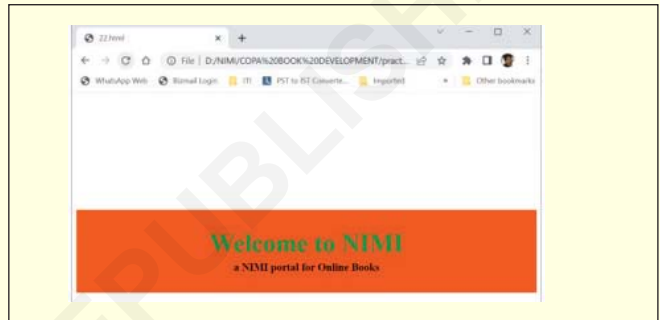 22.html
File | D:/NIMI/COPA%20BOOK%20DEVELOPMENT/pract...
WhatsApp Web Bizmail Login ITI PST to IST Converte... Imported » Other bookmarks
Welcome to NIMI
a NIMI portal for Online Books